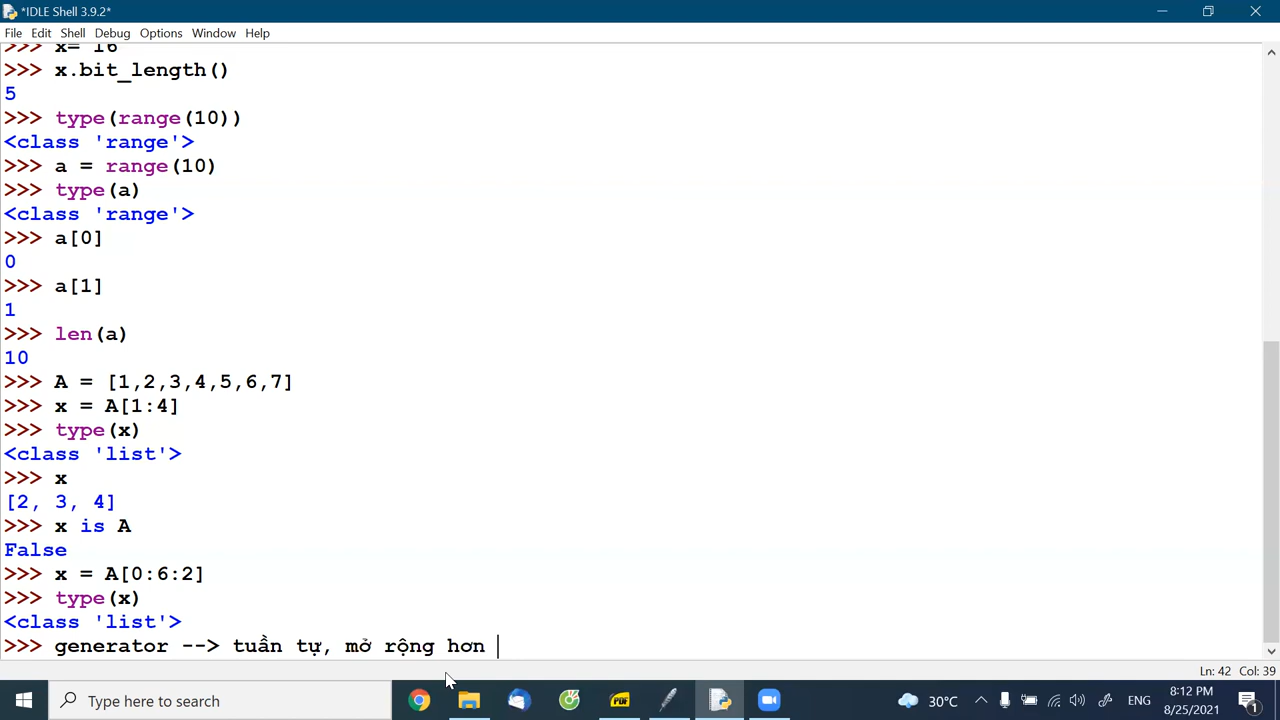 *IDLE Shell 3.9.2*
File Edit Shell Debug Options Window Help
>>> x= 16
>>> x.bit_length()
5
>>> type(range(10))
<class 'range'>
>>> a = range(10)
>>> type(a)
<class 'range'>
>>> a[0]
0
>>> a[1]
1
>>> len(a)
10
>>> A = [1,2,3,4,5,6,7]
>>> x = A[1:4]
>>> type(x)
<class 'list'>
>>> x
[2, 3, 4]
>>> x is A
False
>>> x = A[0:6:2]
>>> type(x)
<class 'list'>
>>> generator --> tuần tự, mở rộng hơn
Ln: 42 Col: 39
Type here to search
PDF
30°C
ENG
8:12 PM
8/25/2021
1